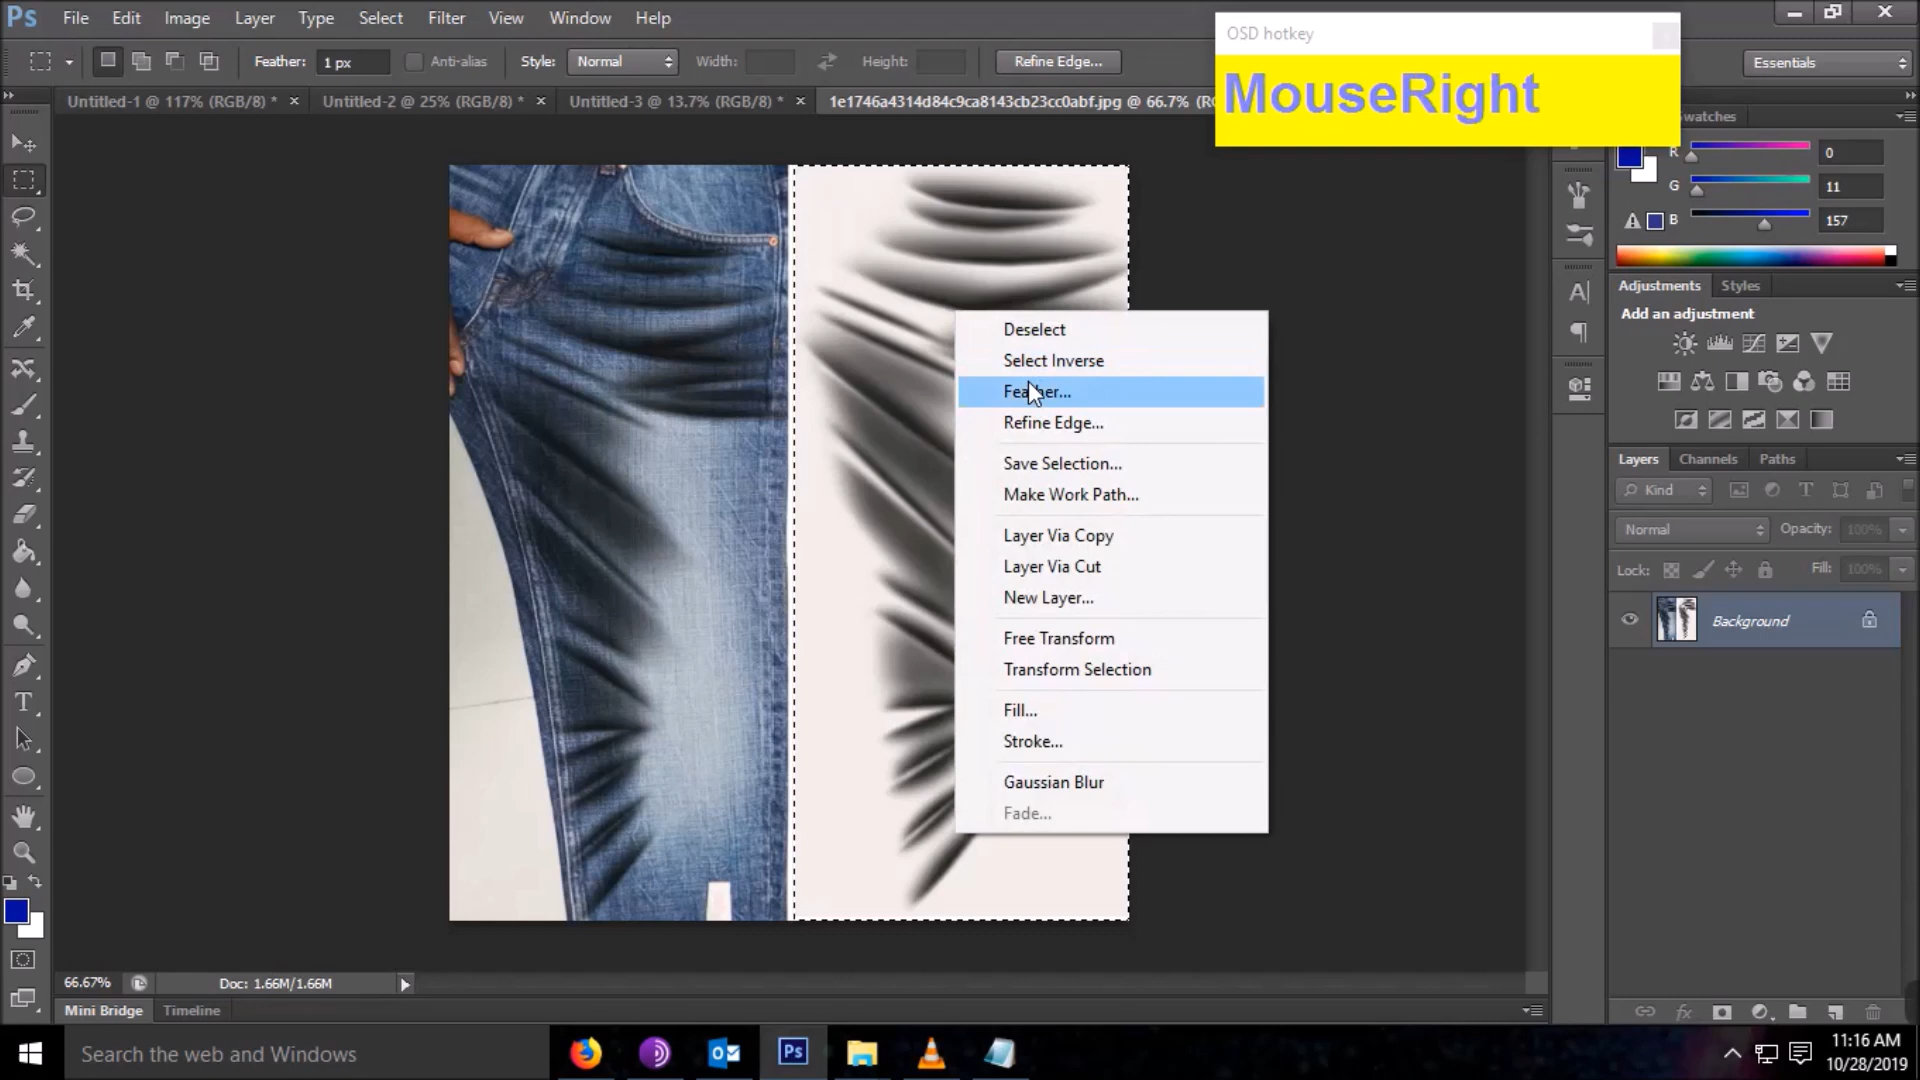 Ps File Edit Image Layer Type Select Filter View Window Help
OSD hotkey
MouseRight
Feather: 1 px Anti-alias Style: Normal Width: Height: Refine Edge... Essentials
Untitled-1 @ 117% (RGB/8) * × Untitled-2 @ 25% (RGB/8) * × Untitled-3 @ 13.7% (RGB/8) * × 1e1746a4314d84c9ca8143cb23cc0abf.jpg @ 66.7%
Swatches
R 0
G 11
B 157
Adjustments Styles
Add an adjustment
Deselect
Select Inverse
Feather...
Refine Edge...
Save Selection...
Make Work Path...
Layer Via Copy
Layer Via Cut
New Layer...
Free Transform
Transform Selection
Fill...
Stroke...
Gaussian Blur
Fade...
Layers Channels Paths
Kind
Normal Opacity: 100%
Lock: Fill: 100%
Background
66.67% Doc: 1.66M/1.66M
Mini Bridge Timeline
Search the web and Windows
11:16 AM
10/28/2019